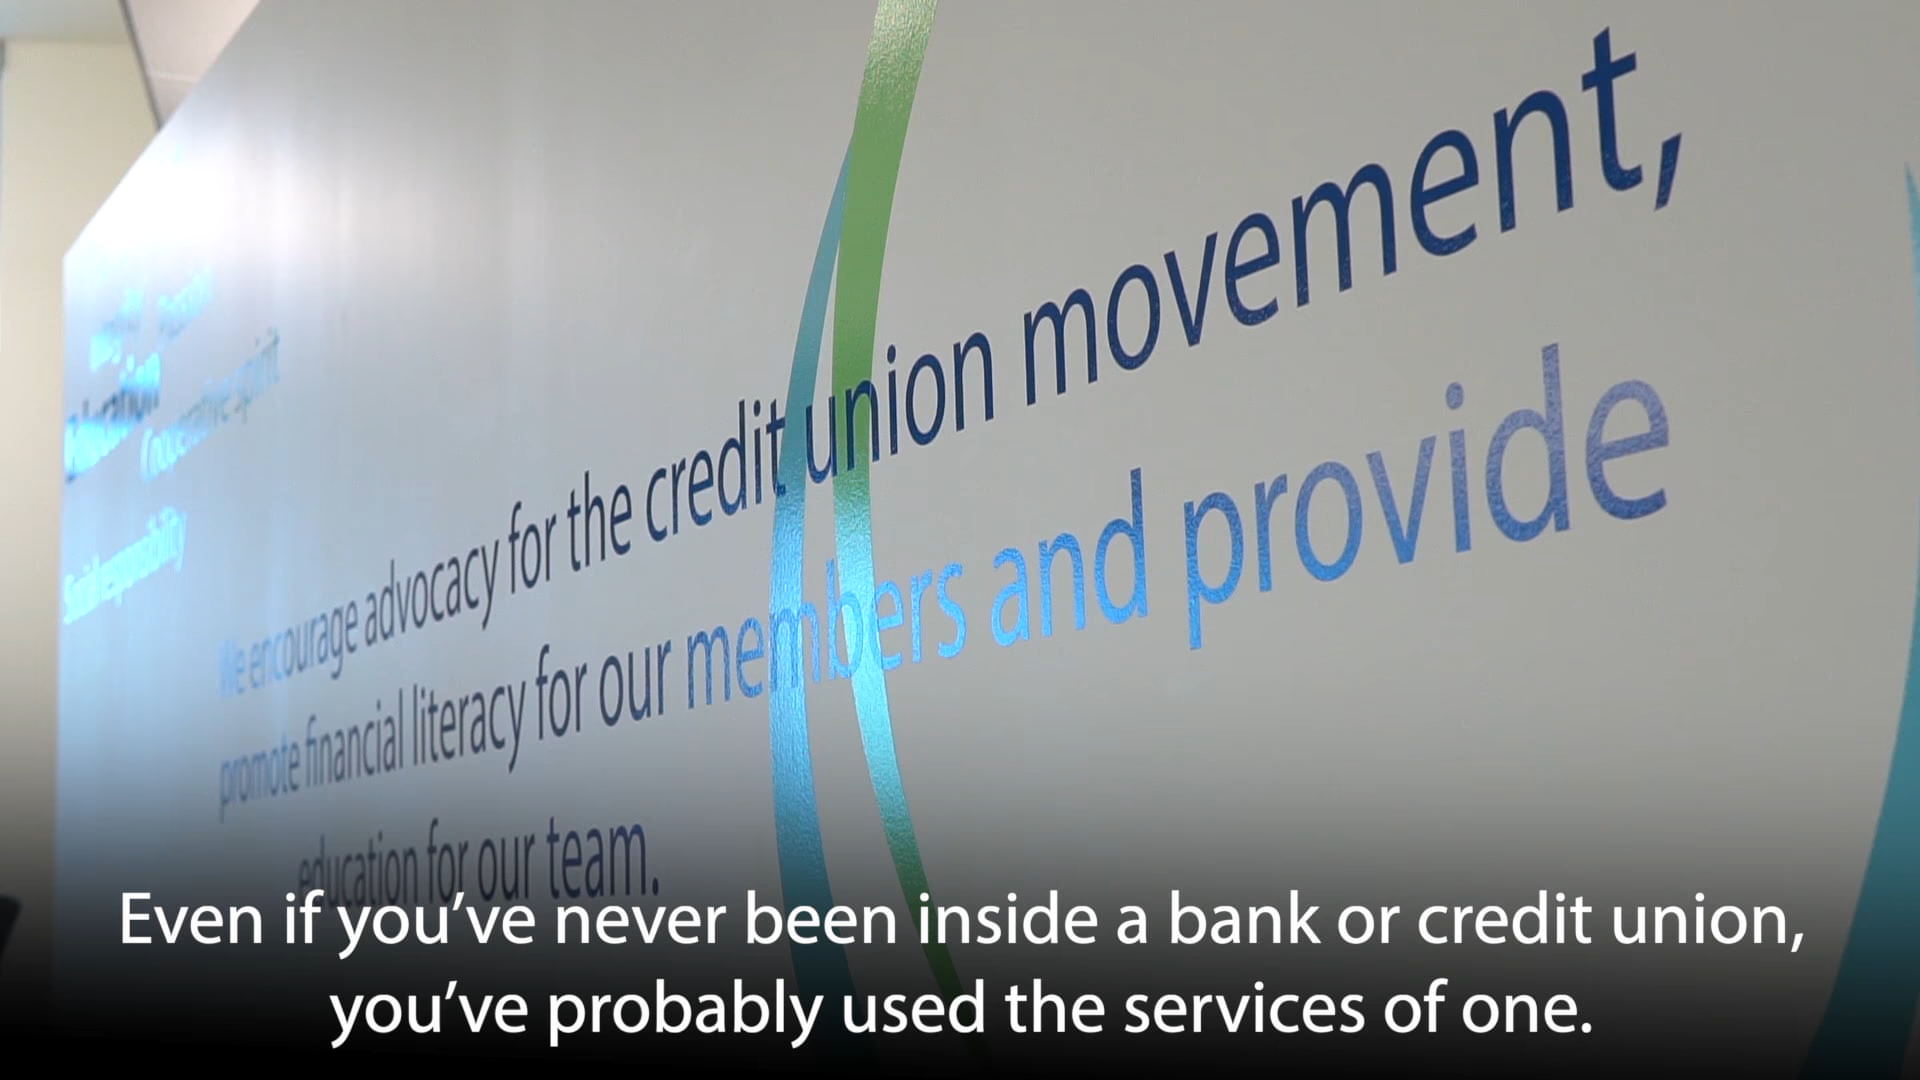 We encourage advocacy for the credit union movement,
promote financial literacy for our members and provide
education for our team.
Social responsibility
Even if you’ve never been inside a bank or credit union,
you’ve probably used the services of one.